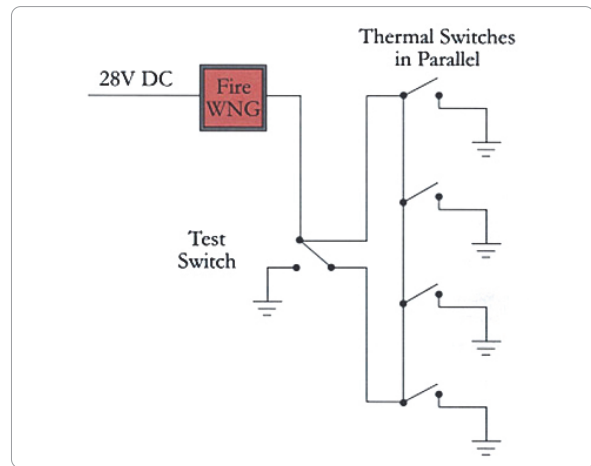 Thermal Switches
in Parallel
28V DC
Fire
WNG
Test
Switch